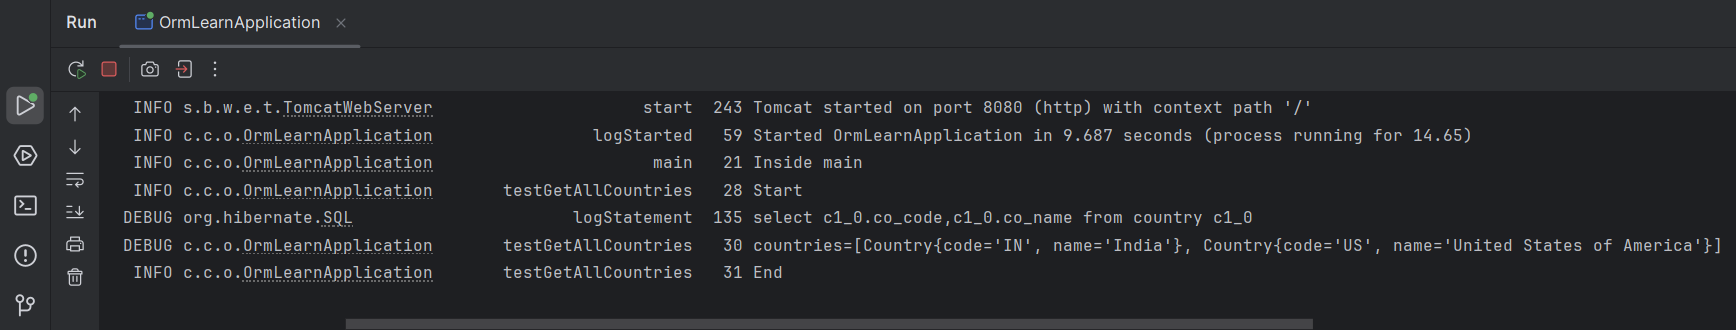 Run OrmLearnApplication
INFO s.b.w.e.t.TomcatWebServer start 243 Tomcat started on port 8080 (http) with context path '/'
INFO c.c.o.OrmLearnApplication logStarted 59 Started OrmLearnApplication in 9.687 seconds (process running for 14.65)
INFO c.c.o.OrmLearnApplication main 21 Inside main
INFO c.c.o.OrmLearnApplication testGetAllCountries 28 Start
DEBUG org.hibernate.SQL logStatement 135 select c1_0.co_code,c1_0.co_name from country c1_0
DEBUG c.c.o.OrmLearnApplication testGetAllCountries 30 countries=[Country{code='IN', name='India'}, Country{code='US', name='United States of America'}]
INFO c.c.o.OrmLearnApplication testGetAllCountries 31 End